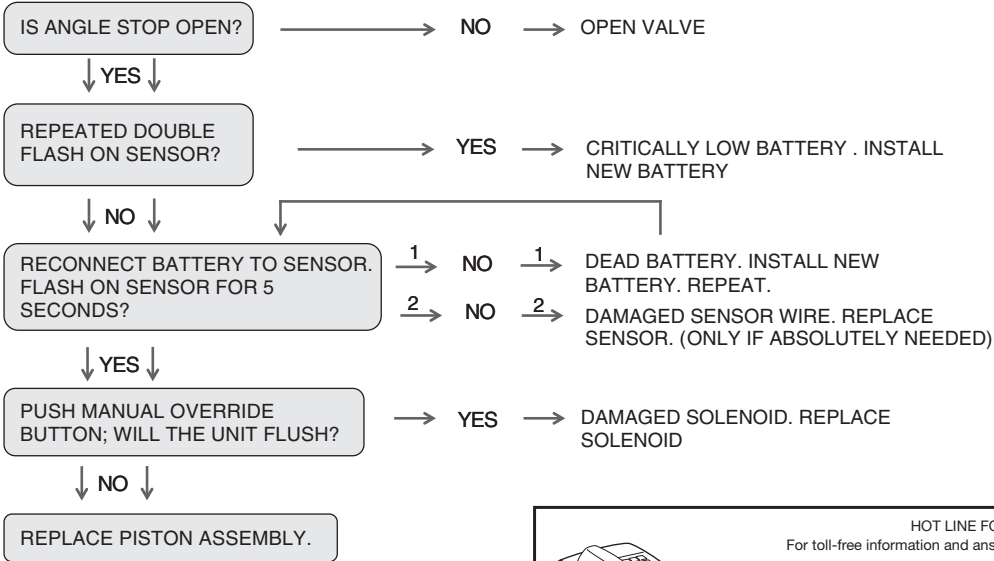 IS ANGLE STOP OPEN?
NO
OPEN VALVE
YES
REPEATED DOUBLE
FLASH ON SENSOR?
YES
CRITICALLY LOW BATTERY . INSTALL
NEW BATTERY
NO
RECONNECT BATTERY TO SENSOR.
FLASH ON SENSOR FOR 5
SECONDS?
1
NO
1
DEAD BATTERY. INSTALL NEW
BATTERY. REPEAT.
2
NO
2
DAMAGED SENSOR WIRE. REPLACE
SENSOR. (ONLY IF ABSOLUTELY NEEDED)
YES
PUSH MANUAL OVERRIDE
BUTTON; WILL THE UNIT FLUSH?
YES
DAMAGED SOLENOID. REPLACE
SOLENOID
NO
REPLACE PISTON ASSEMBLY.
HOT LINE
For toll-free information and